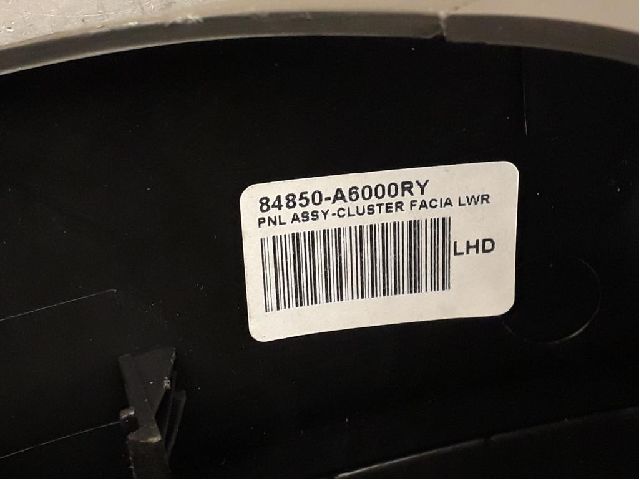 84850-A6000RY
PNL ASSY-CLUSTER FACIA LWR
LHD